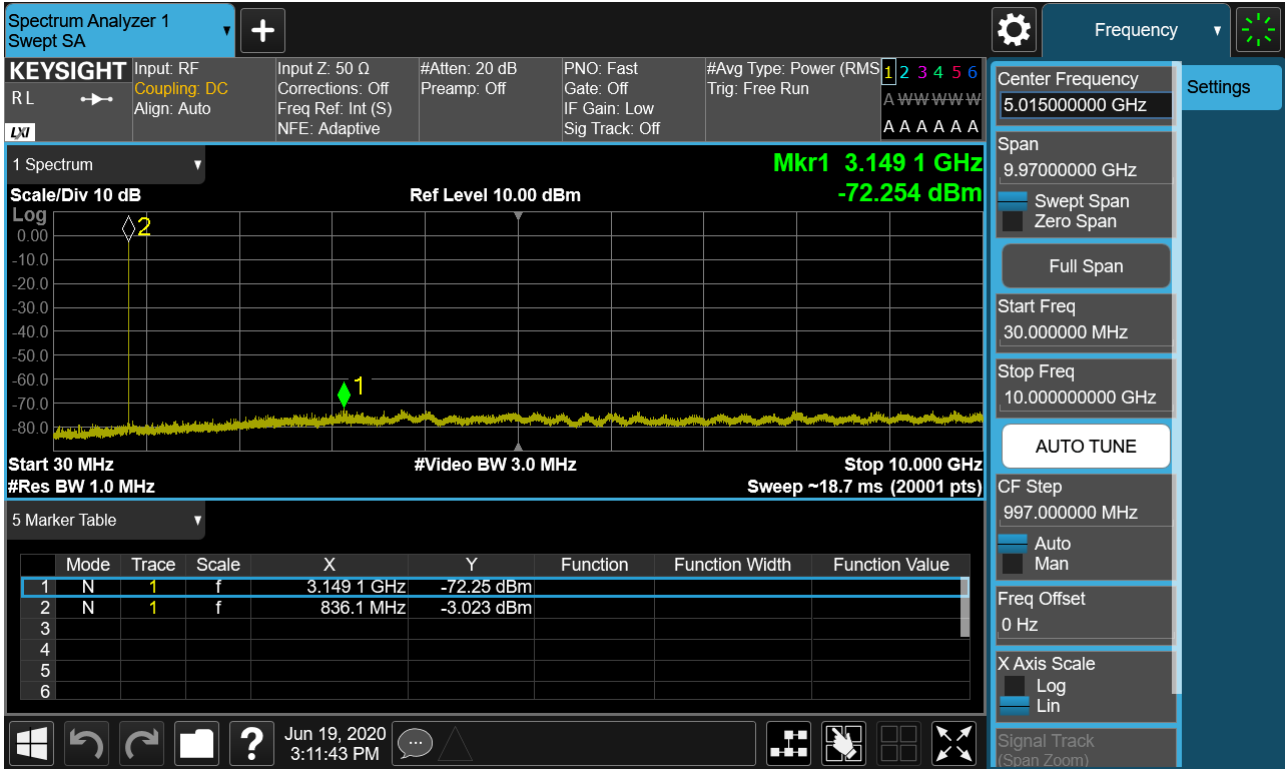 Spectrum Analyzer 1
Swept SA
Frequency
KEYSIGHT
R L
LXI
Input: RF
Coupling: DC
Align: Auto
Input Z: 50 Ω
Corrections: Off
Freq Ref: Int (S)
NFE: Adaptive
#Atten: 20 dB
Preamp: Off
PNO: Fast
Gate: Off
IF Gain: Low
Sig Track: Off
#Avg Type: Power (RMS
Trig: Free Run
1 2 3 4 5 6
A W W W W W
A A A A A A
1 Spectrum
Scale/Div 10 dB
Ref Level 10.00 dBm
Mkr1 3.149 1 GHz
-72.254 dBm
Log
0.00
-10.0
-20.0
-30.0
-40.0
-50.0
-60.0
-70.0
-80.0
2
1
Start 30 MHz
#Video BW 3.0 MHz
Stop 10.000 GHz
#Res BW 1.0 MHz
Sweep ~18.7 ms (20001 pts)
5 Marker Table
Mode Trace Scale X Y Function Function Width Function Value
1 N 1 f 3.149 1 GHz -72.25 dBm
2 N 1 f 836.1 MHz -3.023 dBm
3
4
5
6
Jun 19, 2020
3:11:43 PM
Center Frequency
5.015000000 GHz
Settings
Span
9.97000000 GHz
Swept Span
Zero Span
Full Span
Start Freq
30.000000 MHz
Stop Freq
10.000000000 GHz
AUTO TUNE
CF Step
997.000000 MHz
Auto
Man
Freq Offset
0 Hz
X Axis Scale
Log
Lin
Signal Track
(Span Zoom)